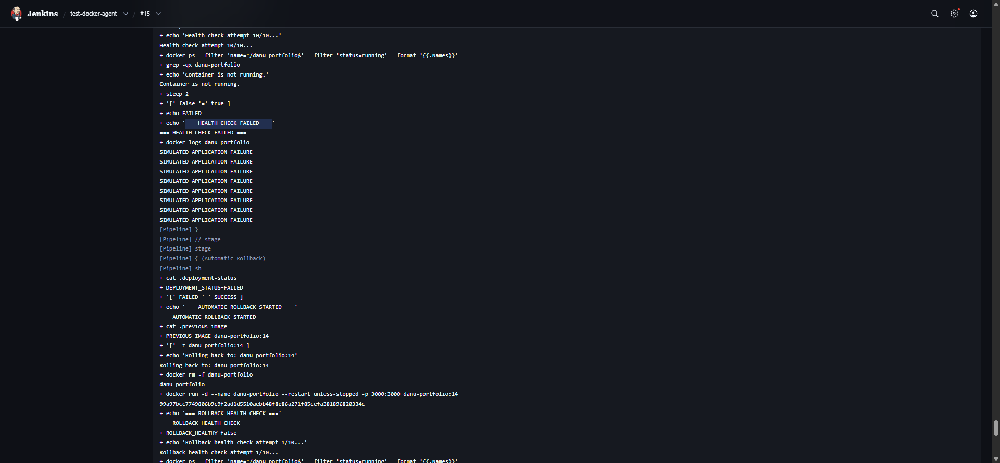 Jenkins / test-docker-agent / #15
+ echo 'Health check attempt 10/10...'
Health check attempt 10/10...
+ docker ps --filter 'name=^/danu-portfolio$' --filter 'status=running' --format '{{.Names}}'
+ grep -qx danu-portfolio
+ echo 'Container is not running.'
Container is not running.
+ sleep 2
+ '[' false '=' true ]
+ echo FAILED
+ echo '=== HEALTH CHECK FAILED ==='
=== HEALTH CHECK FAILED ===
+ docker logs danu-portfolio
SIMULATED APPLICATION FAILURE
SIMULATED APPLICATION FAILURE
SIMULATED APPLICATION FAILURE
SIMULATED APPLICATION FAILURE
SIMULATED APPLICATION FAILURE
SIMULATED APPLICATION FAILURE
SIMULATED APPLICATION FAILURE
SIMULATED APPLICATION FAILURE
[Pipeline] }
[Pipeline] // stage
[Pipeline] stage
[Pipeline] { (Automatic Rollback)
[Pipeline] sh
+ cat .deployment-status
+ DEPLOYMENT_STATUS=FAILED
+ '[' FAILED '=' SUCCESS ]
+ echo '=== AUTOMATIC ROLLBACK STARTED ==='
=== AUTOMATIC ROLLBACK STARTED ===
+ cat .previous-image
+ PREVIOUS_IMAGE=danu-portfolio:14
+ '[' -z danu-portfolio:14 ]
+ echo 'Rolling back to: danu-portfolio:14'
Rolling back to: danu-portfolio:14
+ docker rm -f danu-portfolio
danu-portfolio
+ docker run -d --name danu-portfolio --restart unless-stopped -p 3000:3000 danu-portfolio:14
99a97bcc7749806b9c9f2ad1d5510aebb48f8e86a271f85cefa381896820334c
+ echo '=== ROLLBACK HEALTH CHECK ==='
=== ROLLBACK HEALTH CHECK ===
+ ROLLBACK_HEALTHY=false
+ echo 'Rollback health check attempt 1/10...'
Rollback health check attempt 1/10...
+ docker ps --filter 'name=^/danu-portfolio$' --filter 'status=running' --format '{{.Names}}'